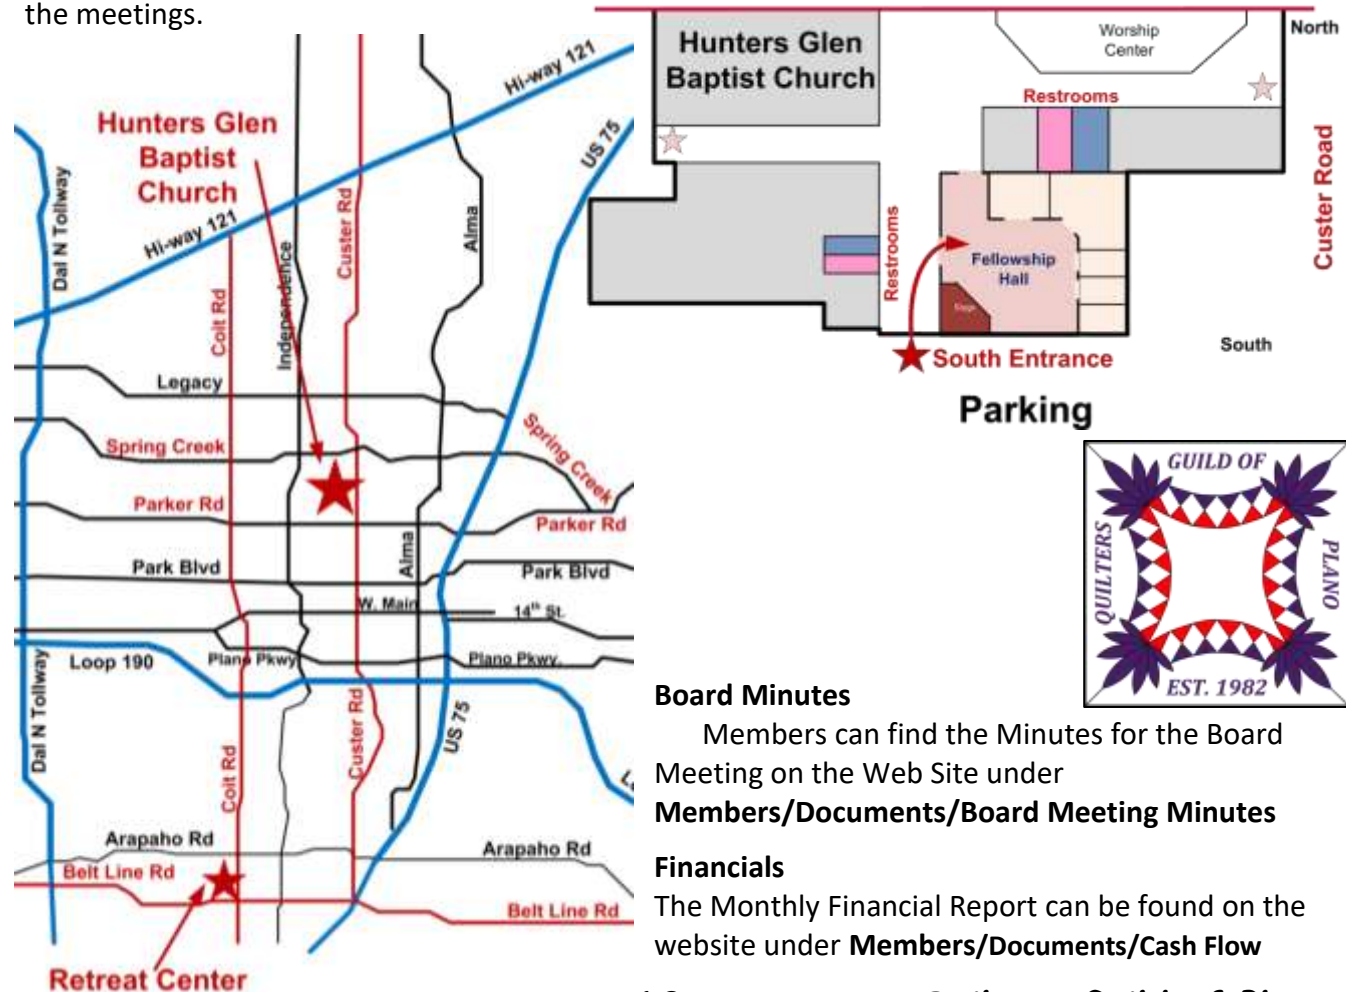 the meetings.
Hunters Glen
Baptist
Church
Hi-way 121
Hi-way 121
US 75
Dal N Tollway
Coit Rd
Independence
Custer Rd
Alma
Legacy
Spring Creek
Spring Creek
Parker Rd
Parker Rd
Park Blvd
Park Blvd
Alma
W. Main
14th St.
Loop 190
Plano Pkwy
Plano Pkwy.
Dal N Tollway
Coit Rd
Custer Rd
US 75
Arapaho Rd
Arapaho Rd
Belt Line Rd
Belt Line Rd
Retreat Center
Hunters Glen
Baptist Church
Worship
Center
North
Restrooms
Custer Road
Restrooms
Fellowship
Hall
South Entrance
South
Parking
GUILD OF
QUILTERS
PLANO
EST. 1982
Board Minutes
Members can find the Minutes for the Board
Meeting on the Web Site under
Members/Documents/Board Meeting Minutes
Financials
The Monthly Financial Report can be found on the
website under Members/Documents/Cash Flow